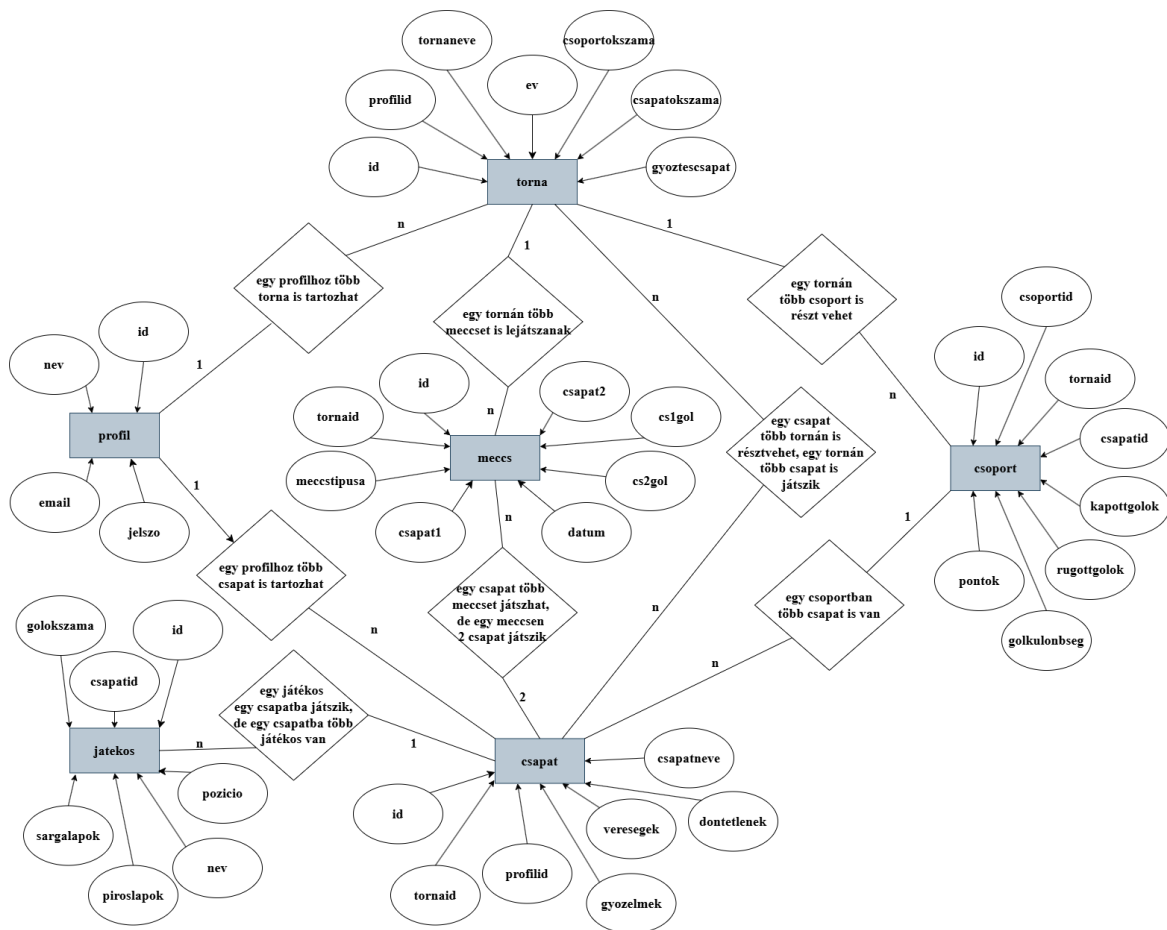 tornaneve
csoportokszama
ev
profilid
csapatokszama
id
gyoztescsapat
torna
n
1
n
1
egy profilhoz több
torna is tartozhat
egy tornán több
meccset is lejátszanak
egy tornán
több csoport is
részt vehet
csoportid
id
nev
1
id
tornaid
n
csapatid
profil
id
csapat2
n
tornaid
cs1gol
meccs
meccstipusa
cs2gol
csapat1
datum
egy csapat
több tornán is
résztvehet, egy tornán
több csapat is
játszik
csoport
kapottgolok
email
jelszo
1
n
1
rugottgolok
pontok
golkulonbseg
egy profilhoz több
csapat is tartozhat
egy csapat több
meccset játszhat,
de egy meccsen
2 csapat játszik
n
egy csoportban
több csapat is van
golokszama
id
csapatid
n
n
egy játékos
egy csapatba játszik,
de egy csapatba több
játékos van
2
jatekos
n
1
csapat
csapatneve
pozicio
id
veresegek
dontetlenek
sargalapok
nev
piroslapok
tornaid
profilid
gyozelmek